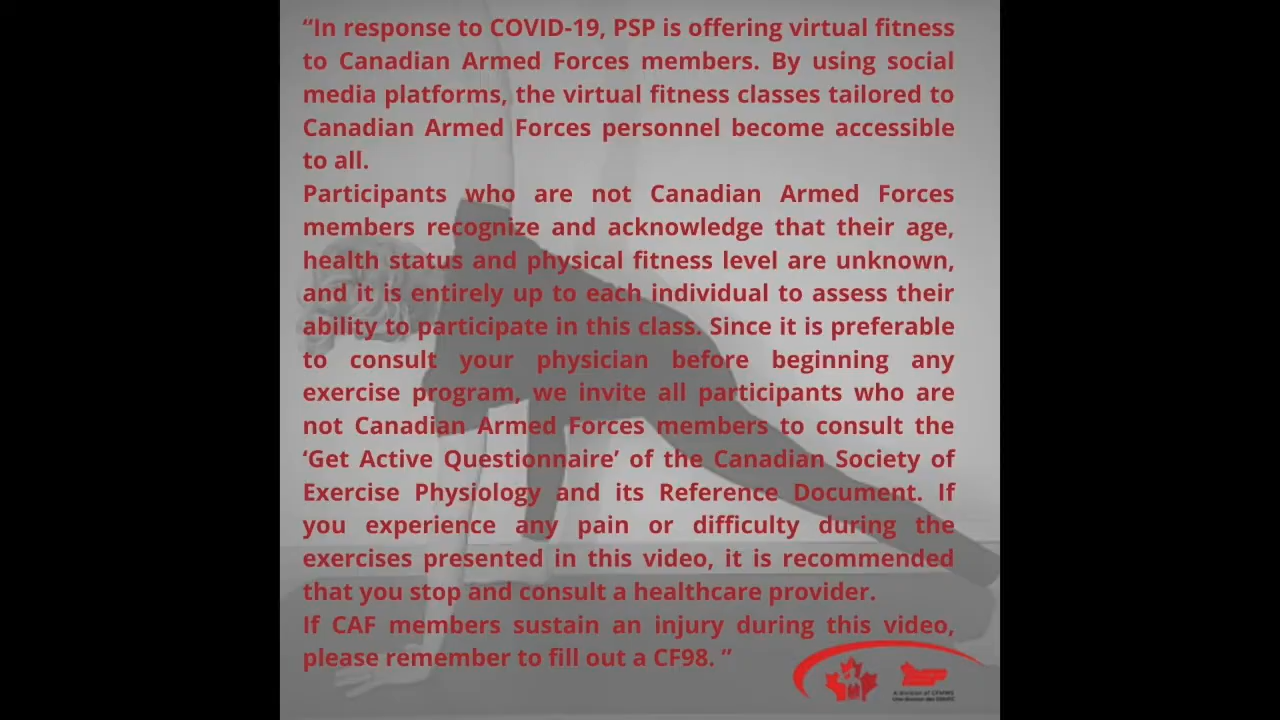 “In response to COVID-19, PSP is offering virtual fitness
to Canadian Armed Forces members. By using social
media platforms, the virtual fitness classes tailored to
Canadian Armed Forces personnel become accessible
to all.
Participants who are not Canadian Armed Forces
members recognize and acknowledge that their age,
health status and physical fitness level are unknown,
and it is entirely up to each individual to assess their
ability to participate in this class. Since it is preferable
to consult your physician before beginning any
exercise program, we invite all participants who are
not Canadian Armed Forces members to consult the
‘Get Active Questionnaire’ of the Canadian Society of
Exercise Physiology and its Reference Document. If
you experience any pain or difficulty during the
exercises presented in this video, it is recommended
that you stop and consult a healthcare provider.
If CAF members sustain an injury during this video,
please remember to fill out a CF98. ”
A division of CFMWS